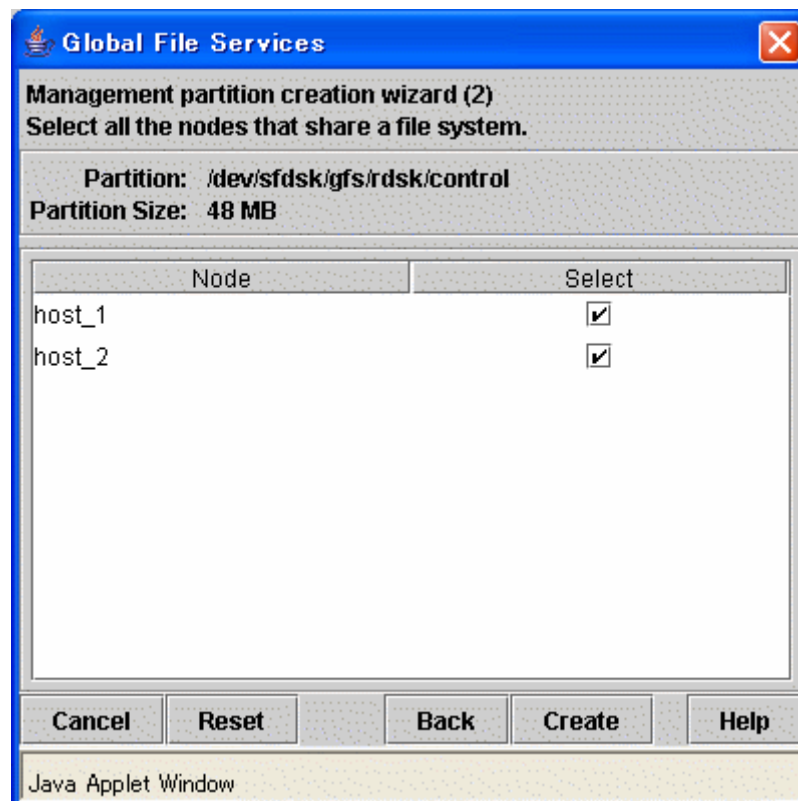 Global File Services
Management partition creation wizard (2)
Select all the nodes that share a file system.
Partition: /dev/sfdsk/gfs/rdsk/control
Partition Size: 48 MB
Node Select
host_1
host_2
Cancel Reset Back Create Help
Java Applet Window